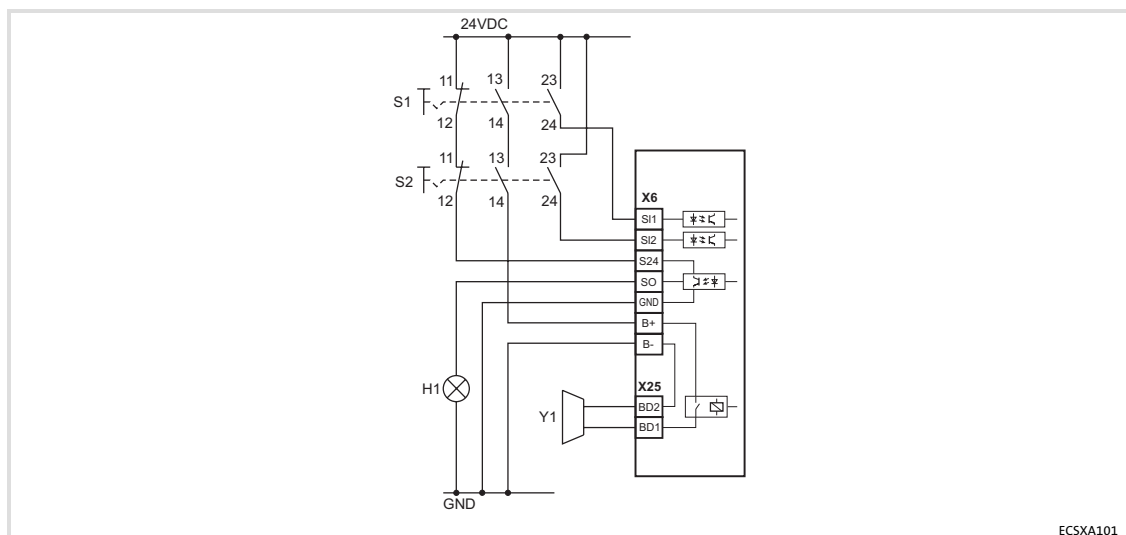 24VDC
11 13 23
S1
12 14 24
11 13 23
S2
12 14 24
X6
SI1
SI2
S24
SO
GND
B+
B-
H1
X25
Y1
BD2
BD1
GND
ECSXA101